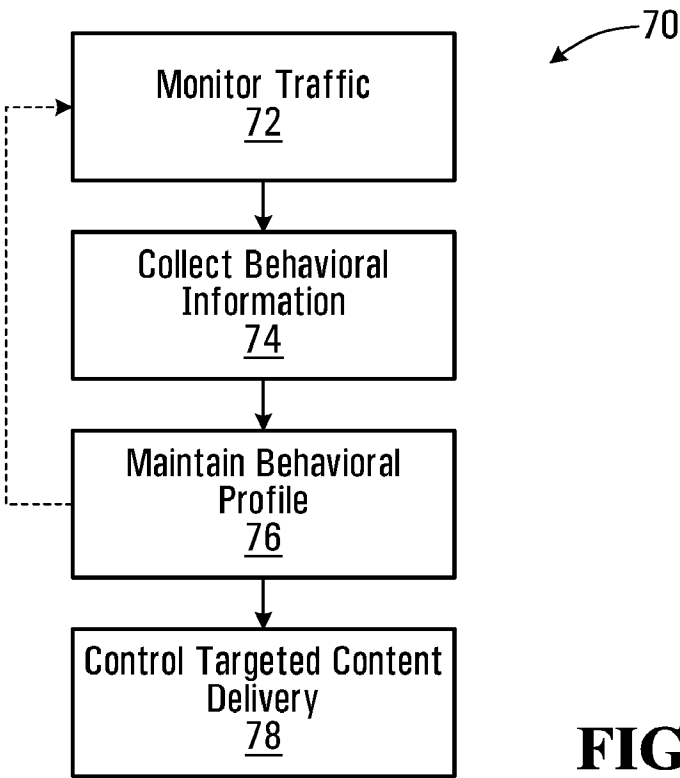 70
Monitor Traffic
72
Collect Behavioral
Information
74
Maintain Behavioral
Profile
76
Control Targeted Content
Delivery
78
FIG